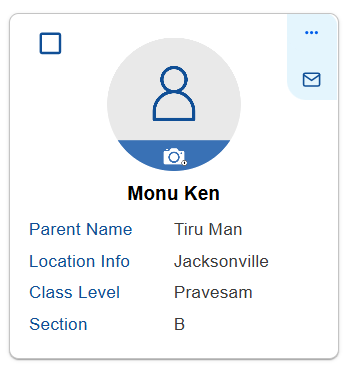 Monu Ken
Parent Name Tiru Man
Location Info Jacksonville
Class Level Pravesam
Section B